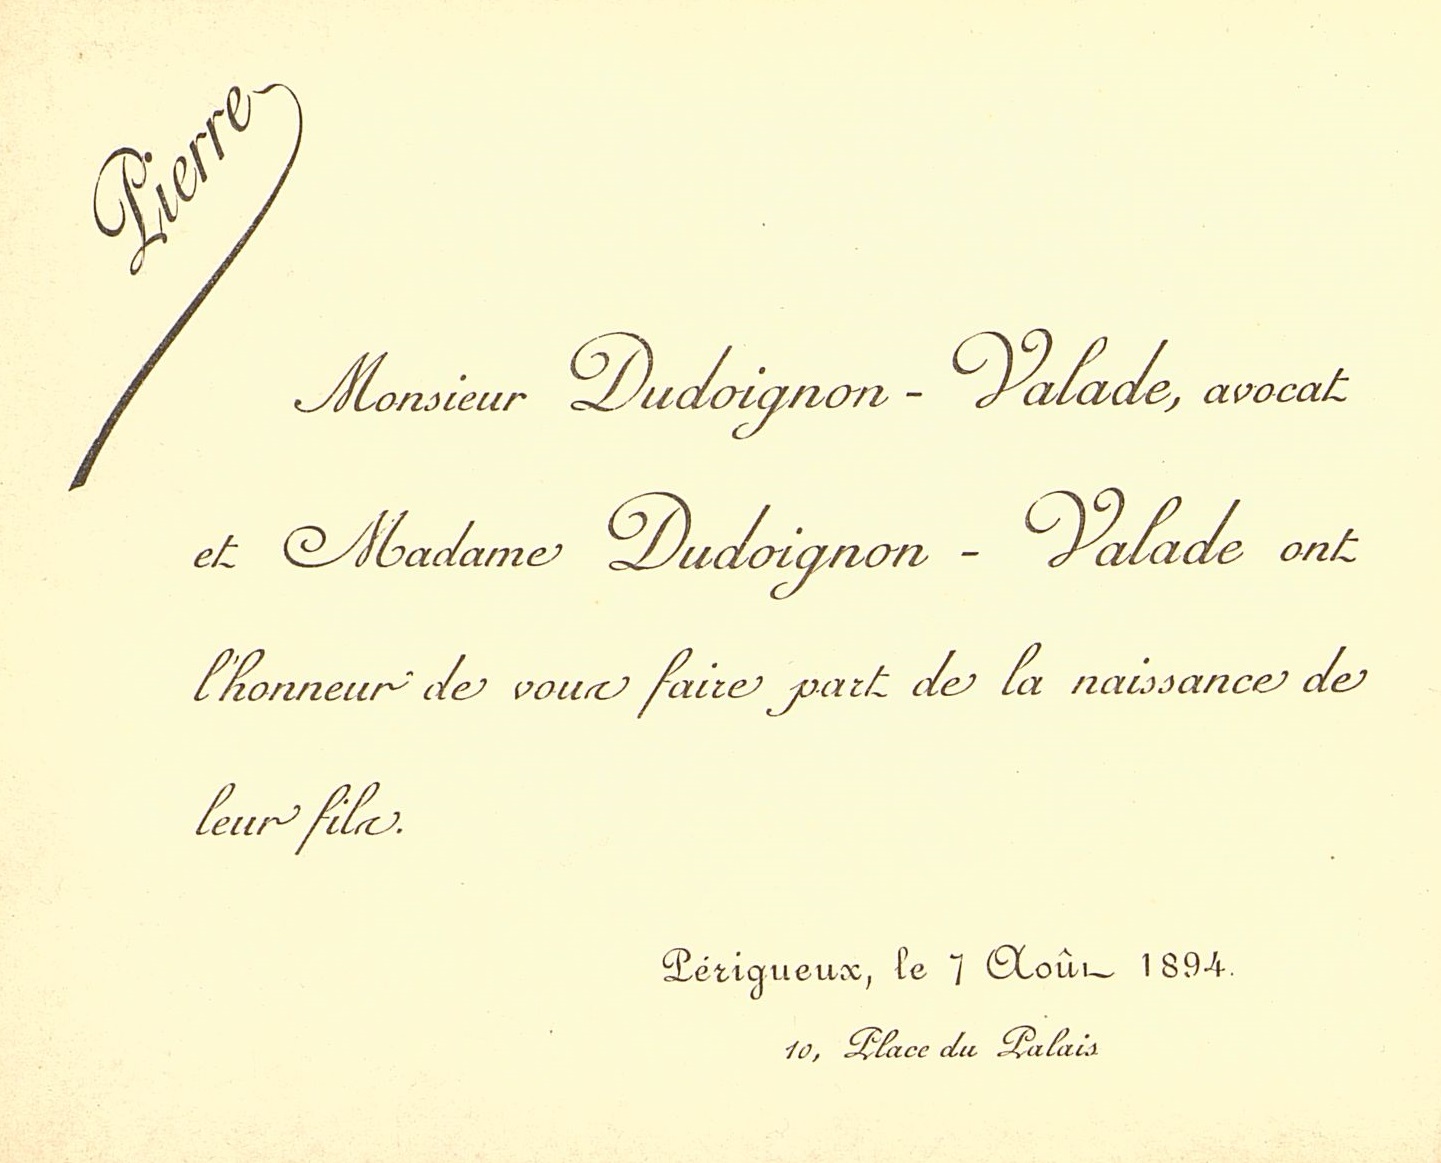 Pierre
Monsieur Dudoignon - Valade, avocat
et Madame Dudoignon - Valade ont
l'honneur de vous faire part de la naissance de
leur fils.
Périgueux, le 7 Août 1894.
10, Place du Palais